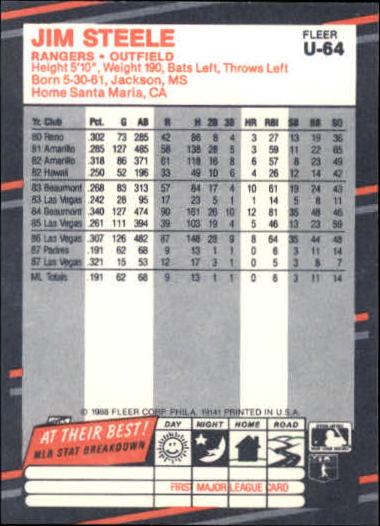 JIM STEELE
FLEER
U-64
RANGERS • OUTFIELD
Height 5'10", Weight 190, Bats Left, Throws Left
Born 5-30-61, Jackson, MS
Home Santa Maria, CA
Yr. Club Pct. G AB R H 2B 3B HR RBI SB BB SO
80 Reno .302 73 285 42 86 8 4 3 27 13 19 36
81 Amarillo .285 127 485 58 138 28 5 3 59 11 22 65
82 Amarillo .318 86 371 61 118 16 8 6 57 8 23 49
82 Hawaii .250 52 196 33 49 10 6 4 26 12 14 42
83 Beaumont .268 83 313 57 84 17 4 10 61 19 24 43
83 Las Vegas .242 28 95 17 23 5 1 1 14 5 8 11
84 Beaumont .340 127 474 90 161 28 10 12 81 35 48 46
85 Las Vegas .261 111 394 39 103 19 4 5 46 13 23 59
86 Las Vegas .307 126 482 87 148 28 9 8 64 35 44 48
87 Padres .191 62 68 9 13 1 1 0 6 3 11 14
87 Las Vegas .321 15 53 12 17 3 1 0 8 5 8 7
ML Totals .191 62 68 9 13 1 1 0 6 3 11 14
© 1988 FLEER CORP. PHILA. 19141 PRINTED IN U.S.A.
AT THEIR BEST!
MLB STAT BREAKDOWN
DAY NIGHT HOME ROAD
FIRST MAJOR LEAGUE CARD